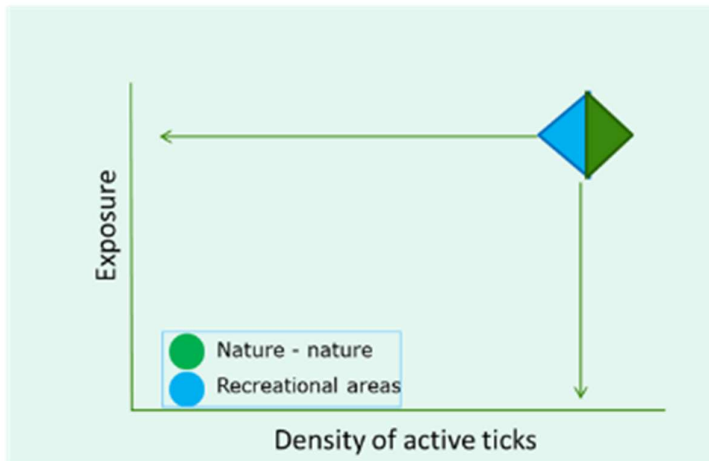 Exposure
Nature - nature
Recreational areas
Density of active ticks